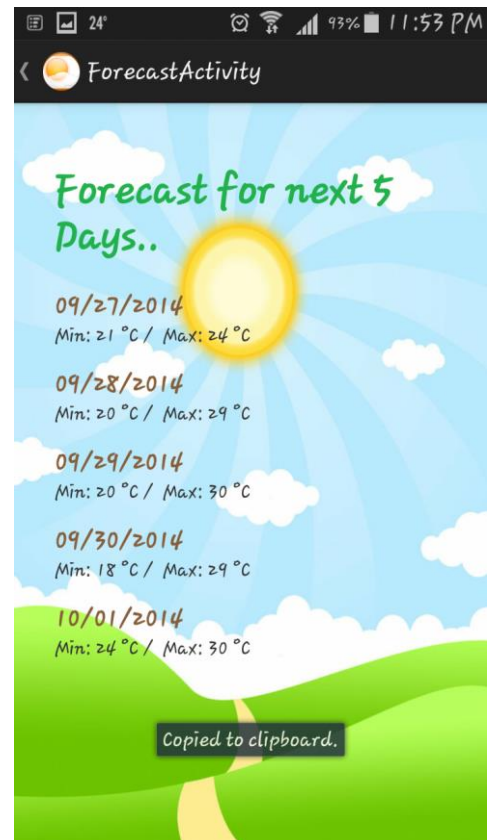 24° 93% 11:53 PM
ForecastActivity
Forecast for next 5
Days..
09/27/2014
Min: 21 °C / Max: 24 °C
09/28/2014
Min: 20 °C / Max: 29 °C
09/29/2014
Min: 20 °C / Max: 30 °C
09/30/2014
Min: 18 °C / Max: 29 °C
10/01/2014
Min: 24 °C / Max: 30 °C
Copied to clipboard.